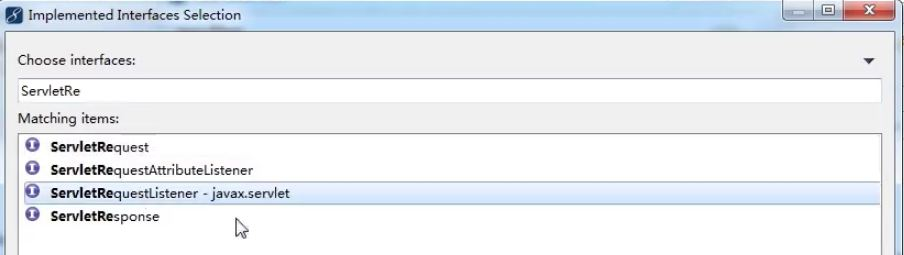 Implemented Interfaces Selection
Choose interfaces:
ServletRe
Matching items:
ServletRequest
ServletRequestAttributeListener
ServletRequestListener - javax.servlet
ServletResponse